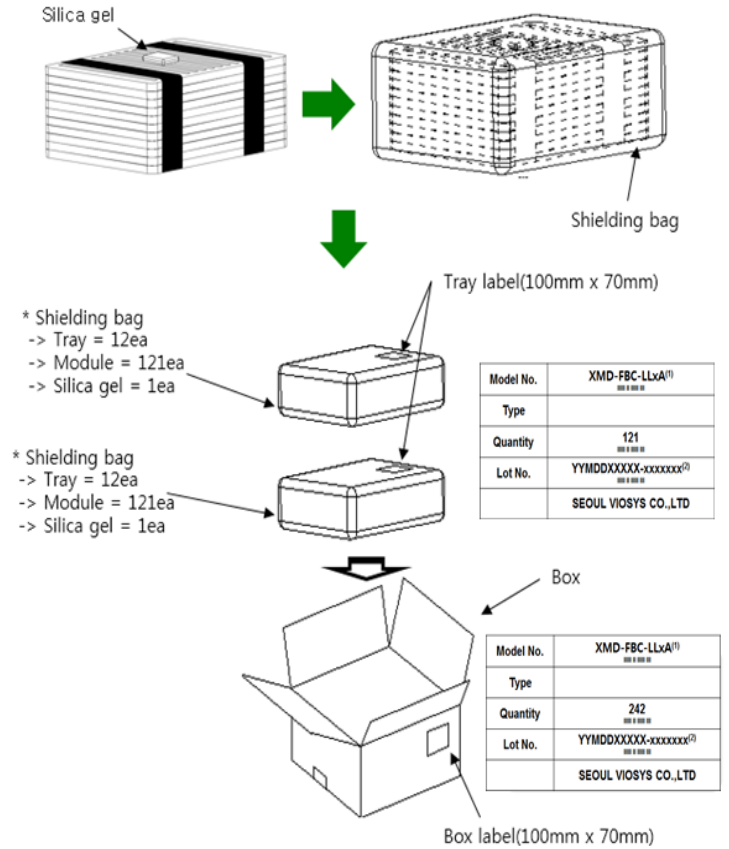 Silica gel
Shielding bag
Tray label(100mm x 70mm)
* Shielding bag
-> Tray = 12ea
-> Module = 121ea
-> Silica gel = 1ea
Model No. XMD-FBC-LLxA(1)
Type
Quantity 121
Lot No. YYMDDXXXXX-xxxxxxx(2)
SEOUL VIOSYS CO.,LTD
* Shielding bag
-> Tray = 12ea
-> Module = 121ea
-> Silica gel = 1ea
Box
Model No. XMD-FBC-LLxA(1)
Type
Quantity 242
Lot No. YYMDDXXXXX-xxxxxxx(2)
SEOUL VIOSYS CO.,LTD
Box label(100mm x 70mm)